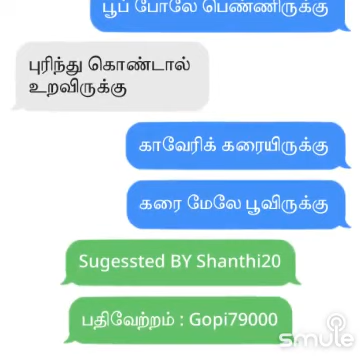 பூப் போலே பெண்ணிருக்கு
புரிந்து கொண்டால்
உறவிருக்கு
காவேரிக் கரையிருக்கு
கரை மேலே பூவிருக்கு
Sugessted BY Shanthi20
பதிவேற்றம் : Gopi79000
smule